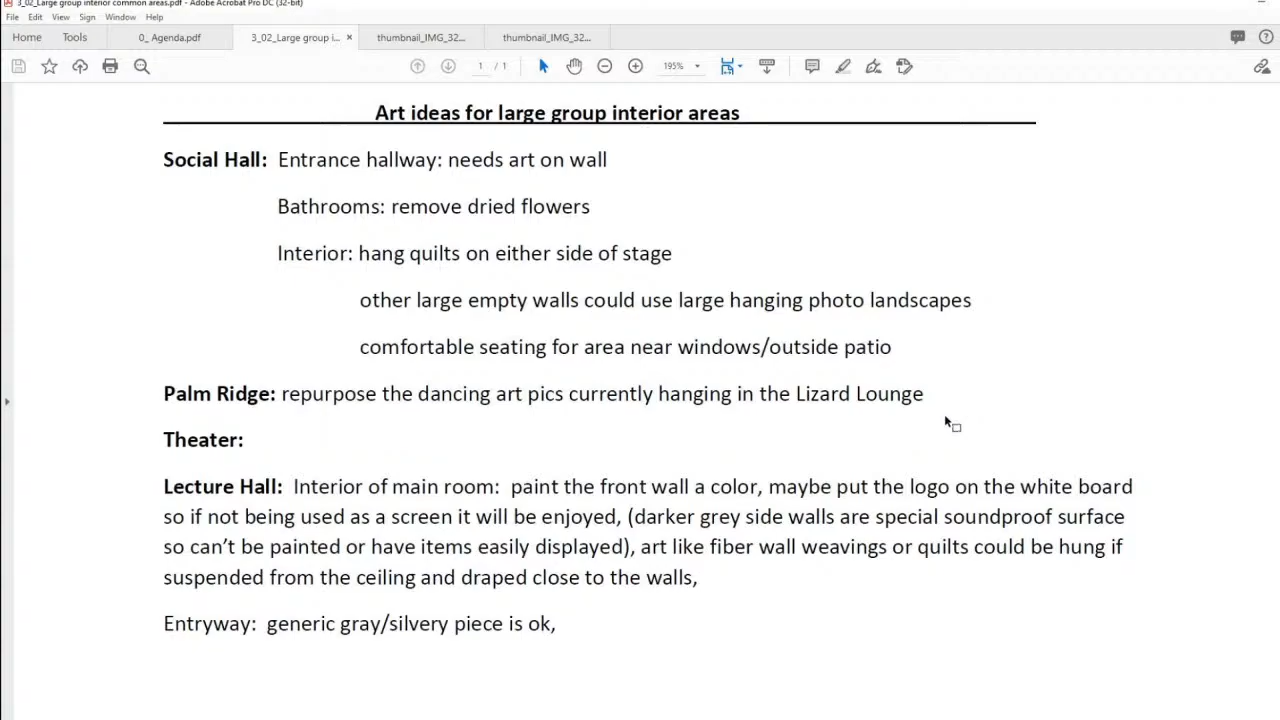 3_02_Large group interior common areas.pdf - Adobe Acrobat Pro DC (32-bit)
File Edit View Sign Window Help
Home Tools 0_ Agenda.pdf 3_02_Large group i... × thumbnail_IMG_32... thumbnail_IMG_32...
1 / 1 195%
Art ideas for large group interior areas
Social Hall: Entrance hallway: needs art on wall
Bathrooms: remove dried flowers
Interior: hang quilts on either side of stage
other large empty walls could use large hanging photo landscapes
comfortable seating for area near windows/outside patio
Palm Ridge: repurpose the dancing art pics currently hanging in the Lizard Lounge
Theater:
Lecture Hall: Interior of main room: paint the front wall a color, maybe put the logo on the white board
so if not being used as a screen it will be enjoyed, (darker grey side walls are special soundproof surface
so can't be painted or have items easily displayed), art like fiber wall weavings or quilts could be hung if
suspended from the ceiling and draped close to the walls,
Entryway: generic gray/silvery piece is ok,